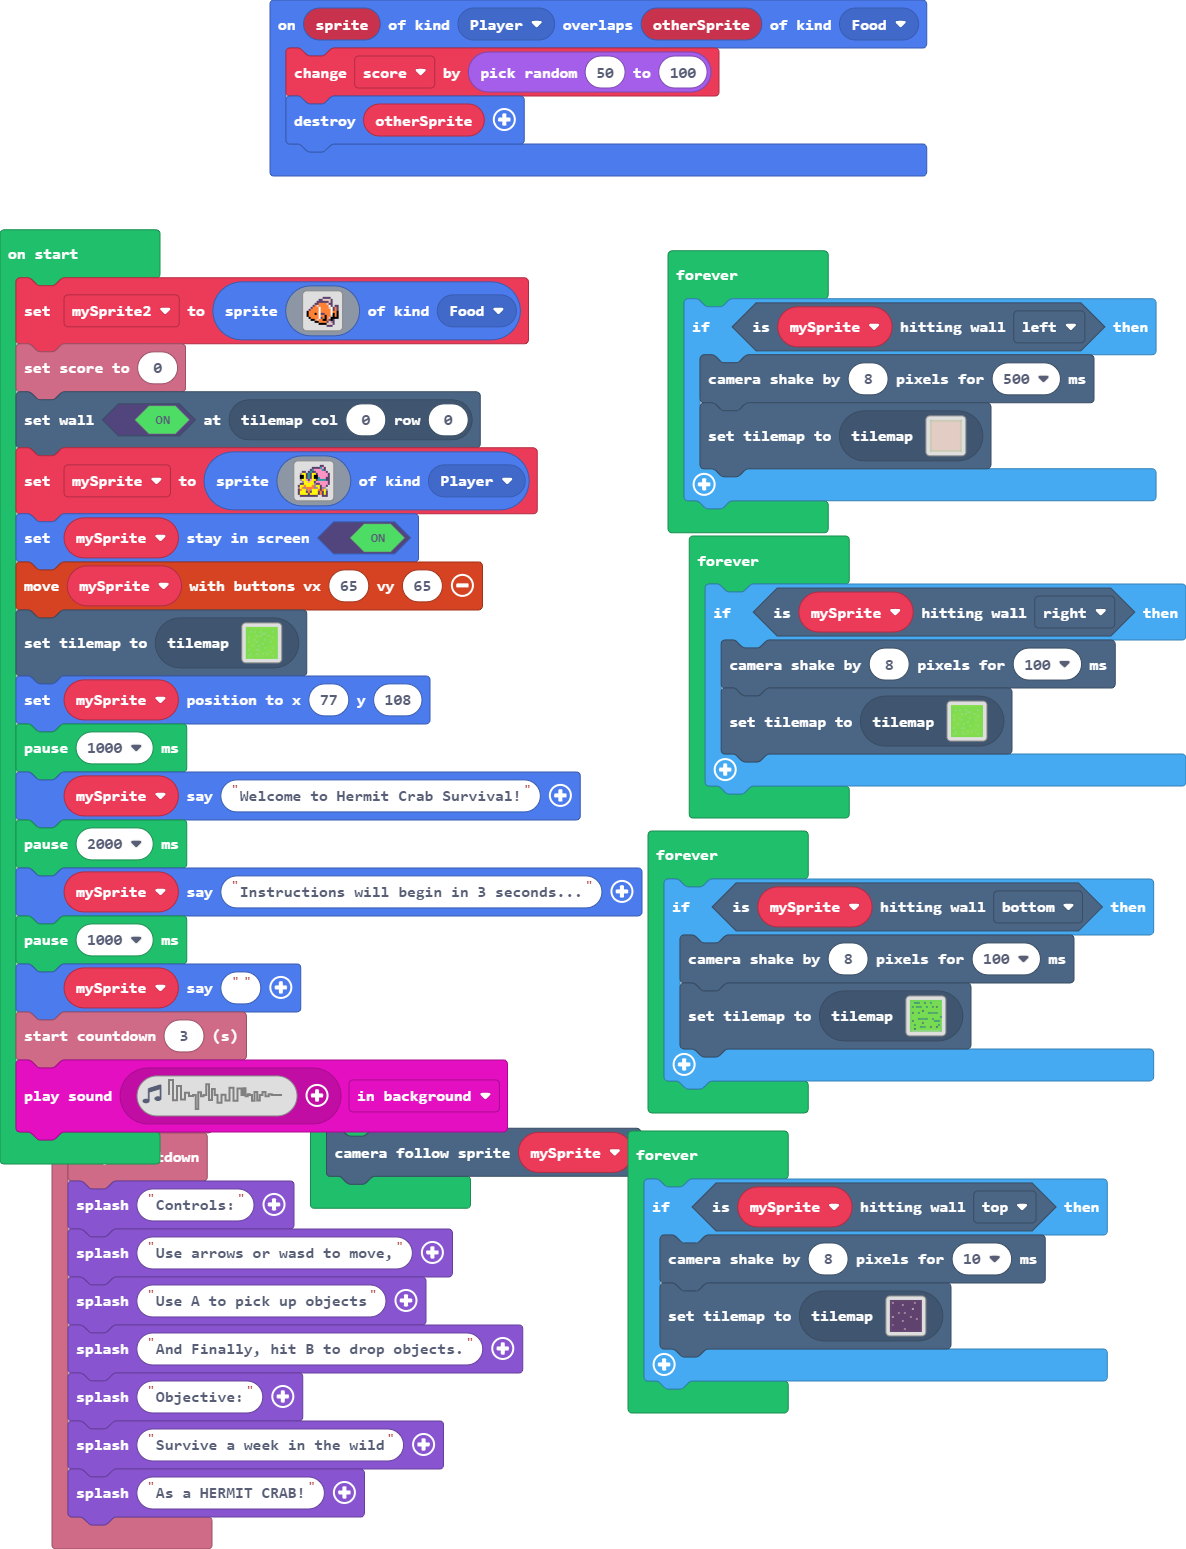 on sprite of kind Player overlaps otherSprite of kind Food
change score by pick random 50 to 100
destroy otherSprite
on start
set mySprite2 to sprite of kind Food
set score to 0
set wall ON at tilemap col 0 row 0
set mySprite to sprite of kind Player
set mySprite stay in screen ON
move mySprite with buttons vx 65 vy 65
set tilemap to tilemap
set mySprite position to x 77 y 108
pause 1000 ms
mySprite say "Welcome to Hermit Crab Survival!"
pause 2000 ms
mySprite say "Instructions will begin in 3 seconds..."
pause 1000 ms
mySprite say " "
start countdown 3 (s)
play sound in background
forever
if is mySprite hitting wall left then
camera shake by 8 pixels for 500 ms
set tilemap to tilemap
forever
if is mySprite hitting wall right then
camera shake by 8 pixels for 100 ms
set tilemap to tilemap
forever
if is mySprite hitting wall bottom then
camera shake by 8 pixels for 100 ms
set tilemap to tilemap
camera follow sprite mySprite
splash "Controls:"
splash "Use arrows or wasd to move,"
splash "Use A to pick up objects"
splash "And Finally, hit B to drop objects."
splash "Objective:"
splash "Survive a week in the wild"
splash "As a HERMIT CRAB!"
forever
if is mySprite hitting wall top then
camera shake by 8 pixels for 10 ms
set tilemap to tilemap